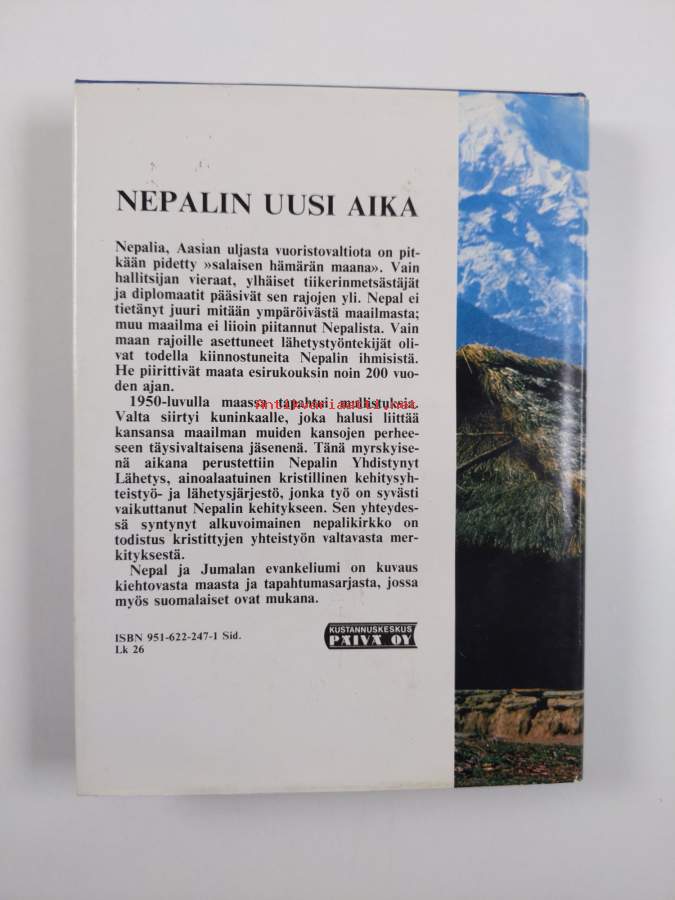 NEPALIN UUSI AIKA
Nepalia, Aasian uljasta vuoristovaltiota on pit-
kään pidetty »salaisen hämärän maana». Vain
hallitsijan vieraat, ylhäiset tiikerinmetsästäjät
ja diplomaatit pääsivät sen rajojen yli. Nepal ei
tietänyt juuri mitään ympäröivästä maailmasta;
muu maailma ei liioin piitannut Nepalista. Vain
maan rajoille asettuneet lähetystyöntekijät oli-
vat todella kiinnostuneita Nepalin ihmisistä.
He piirittivät maata esirukouksin noin 200 vuo-
den ajan.
1950-luvulla maassa tapahtui mullistuksia.
antikvariaatti.net
Valta siirtyi kuninkaalle, joka halusi liittää
kansansa maailman muiden kansojen perhee-
seen täysivaltaisena jäsenenä. Tänä myrskyise-
nä aikana perustettiin Nepalin Yhdistynyt
Lähetys, ainoalaatuinen kristillinen kehitysyh-
teistyö- ja lähetysjärjestö, jonka työ on syvästi
vaikuttanut Nepalin kehitykseen. Sen yhteydes-
sä syntynyt alkuvoimainen nepalikirkko on
todistus kristittyjen yhteistyön valtavasta mer-
kityksestä.
Nepal ja Jumalan evankeliumi on kuvaus
kiehtovasta maasta ja tapahtumasarjasta, jossa
myös suomalaiset ovat mukana.
ISBN 951-622-247-1 Sid.
Lk 26
KUSTANNUSKESKUS
PÄIVÄ OY